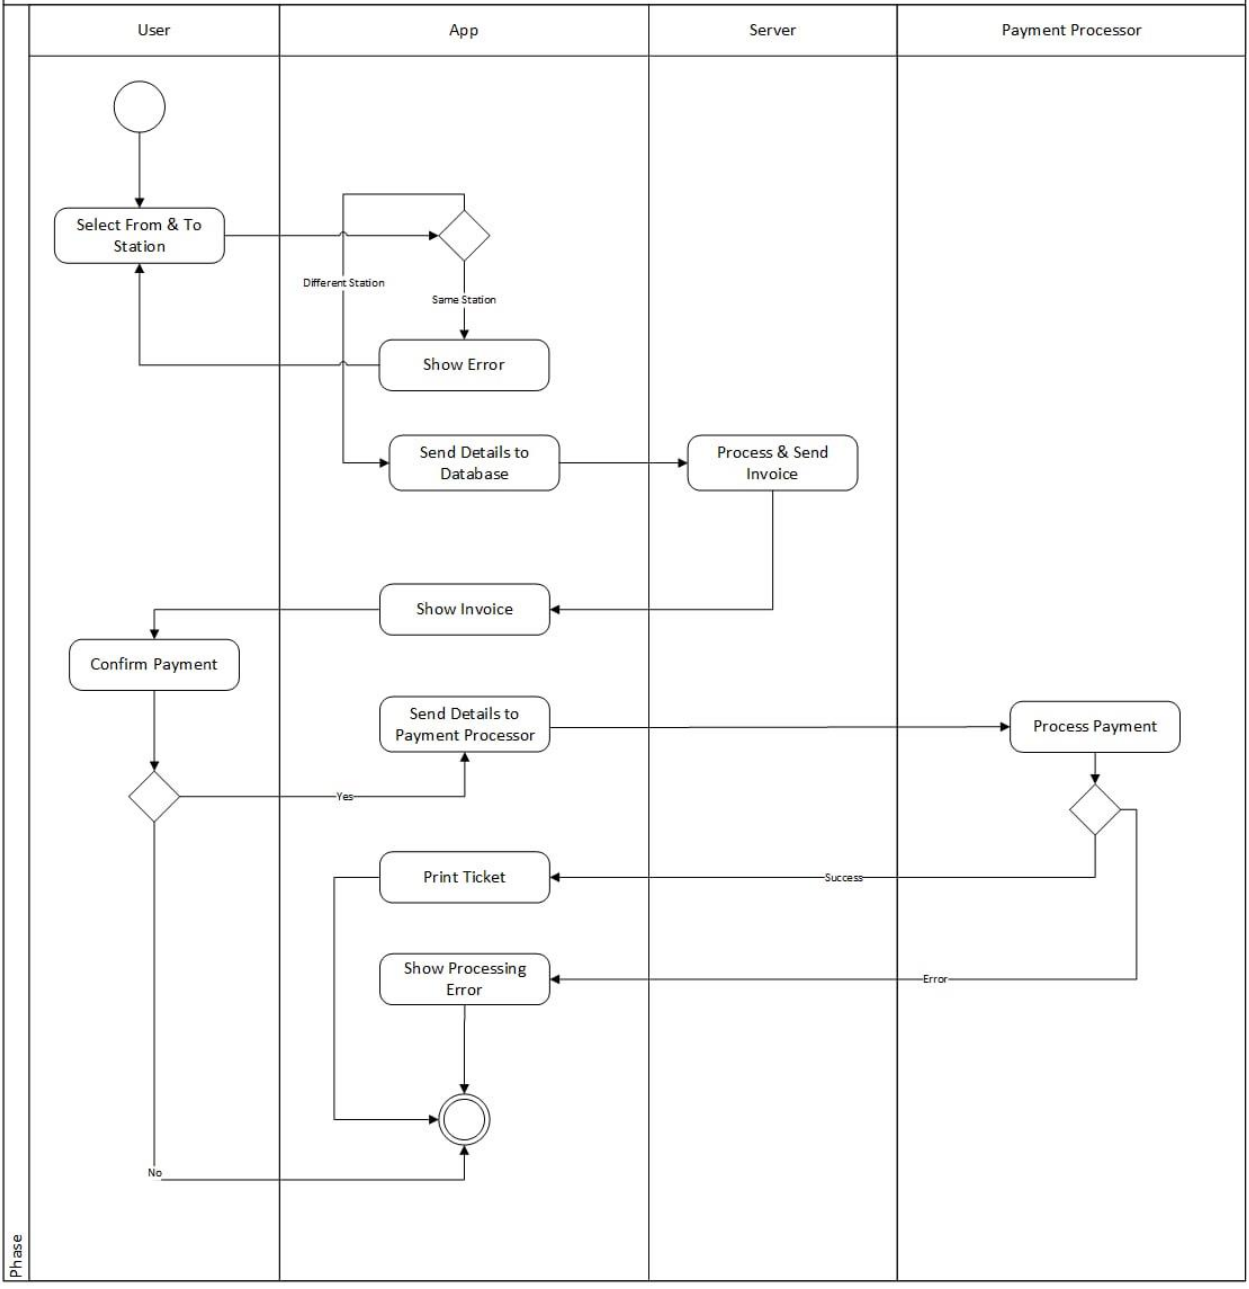 User
App
Server
Payment Processor
Select From & To
Station
Different Station
Same Station
Show Error
Send Details to
Database
Process & Send
Invoice
Show Invoice
Confirm Payment
Send Details to
Payment Processor
Process Payment
Yes
Print Ticket
Success
Show Processing
Error
Error
No
Phase